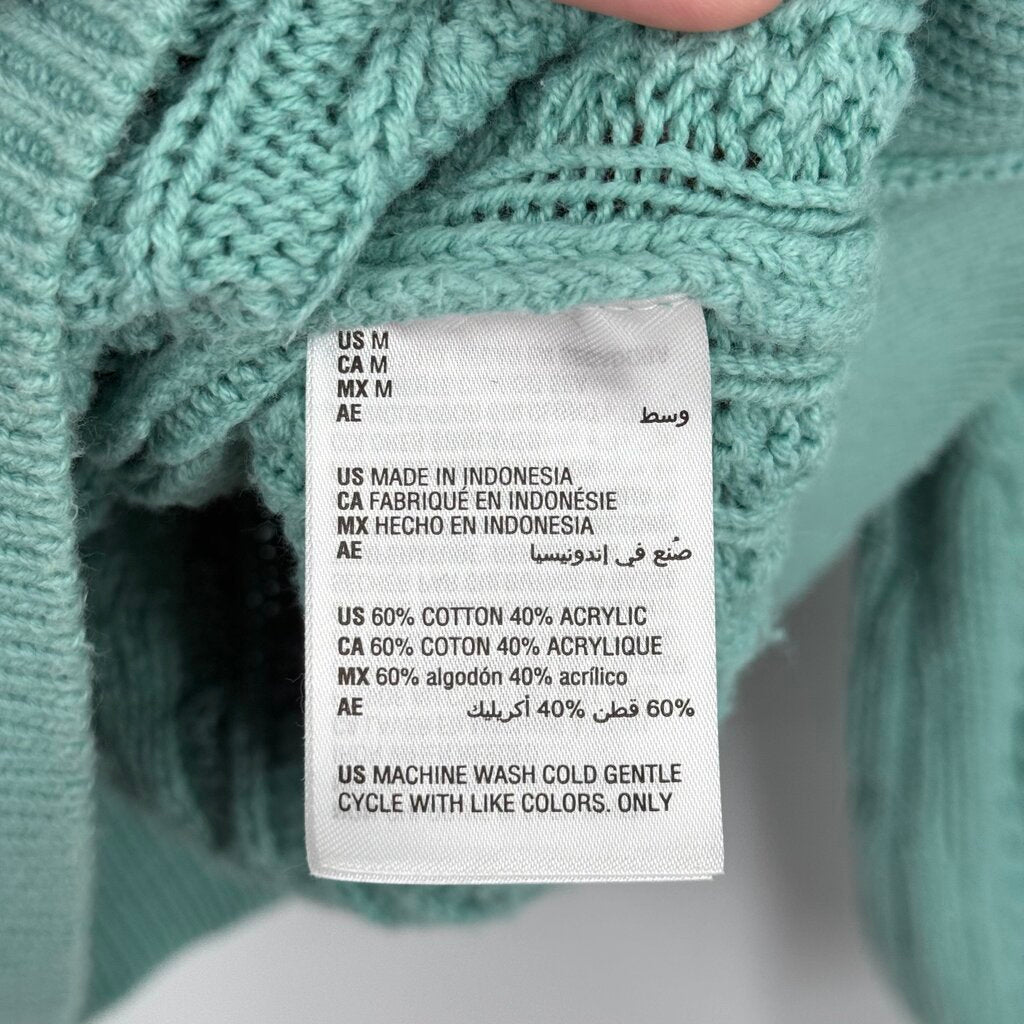 US M
CA M
MX M
AE وسط
US MADE IN INDONESIA
CA FABRIQUÉ EN INDONÉSIE
MX HECHO EN INDONESIA
AE صُنع في إندونيسيا
US 60% COTTON 40% ACRYLIC
CA 60% COTON 40% ACRYLIQUE
MX 60% algodón 40% acrílico
AE 60% قطن 40% أكريليك
US MACHINE WASH COLD GENTLE
CYCLE WITH LIKE COLORS. ONLY